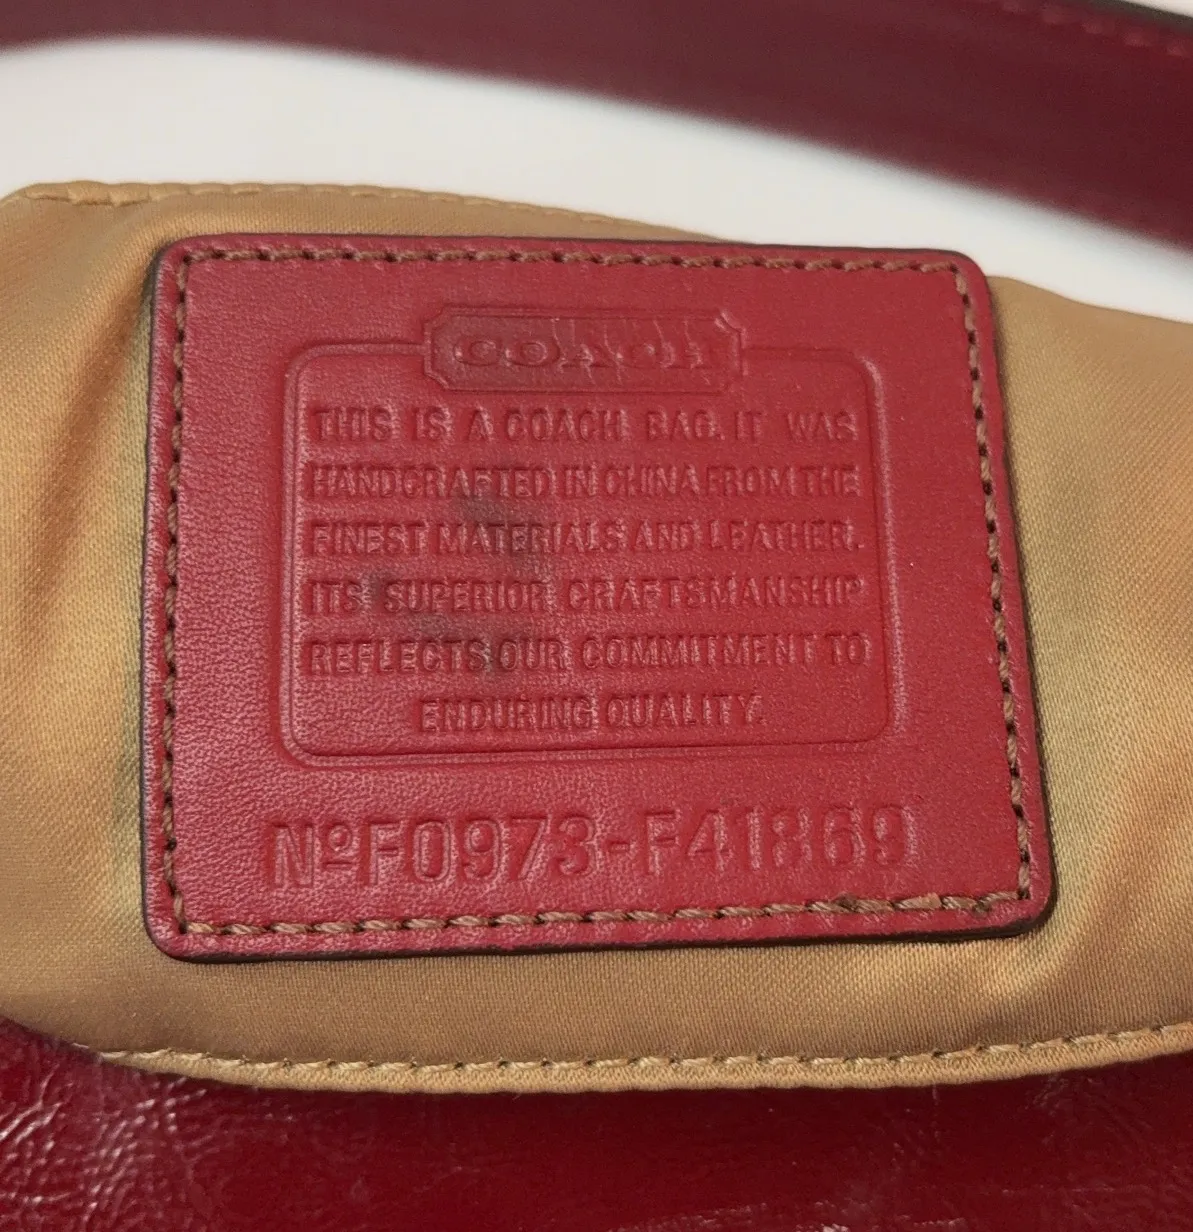 COACH
THIS IS A COACH BAG. IT WAS
HANDCRAFTED IN CHINA FROM THE
FINEST MATERIALS AND LEATHER.
ITS SUPERIOR CRAFTSMANSHIP
REFLECTS OUR COMMITMENT TO
ENDURING QUALITY.
NºF0973-F41869